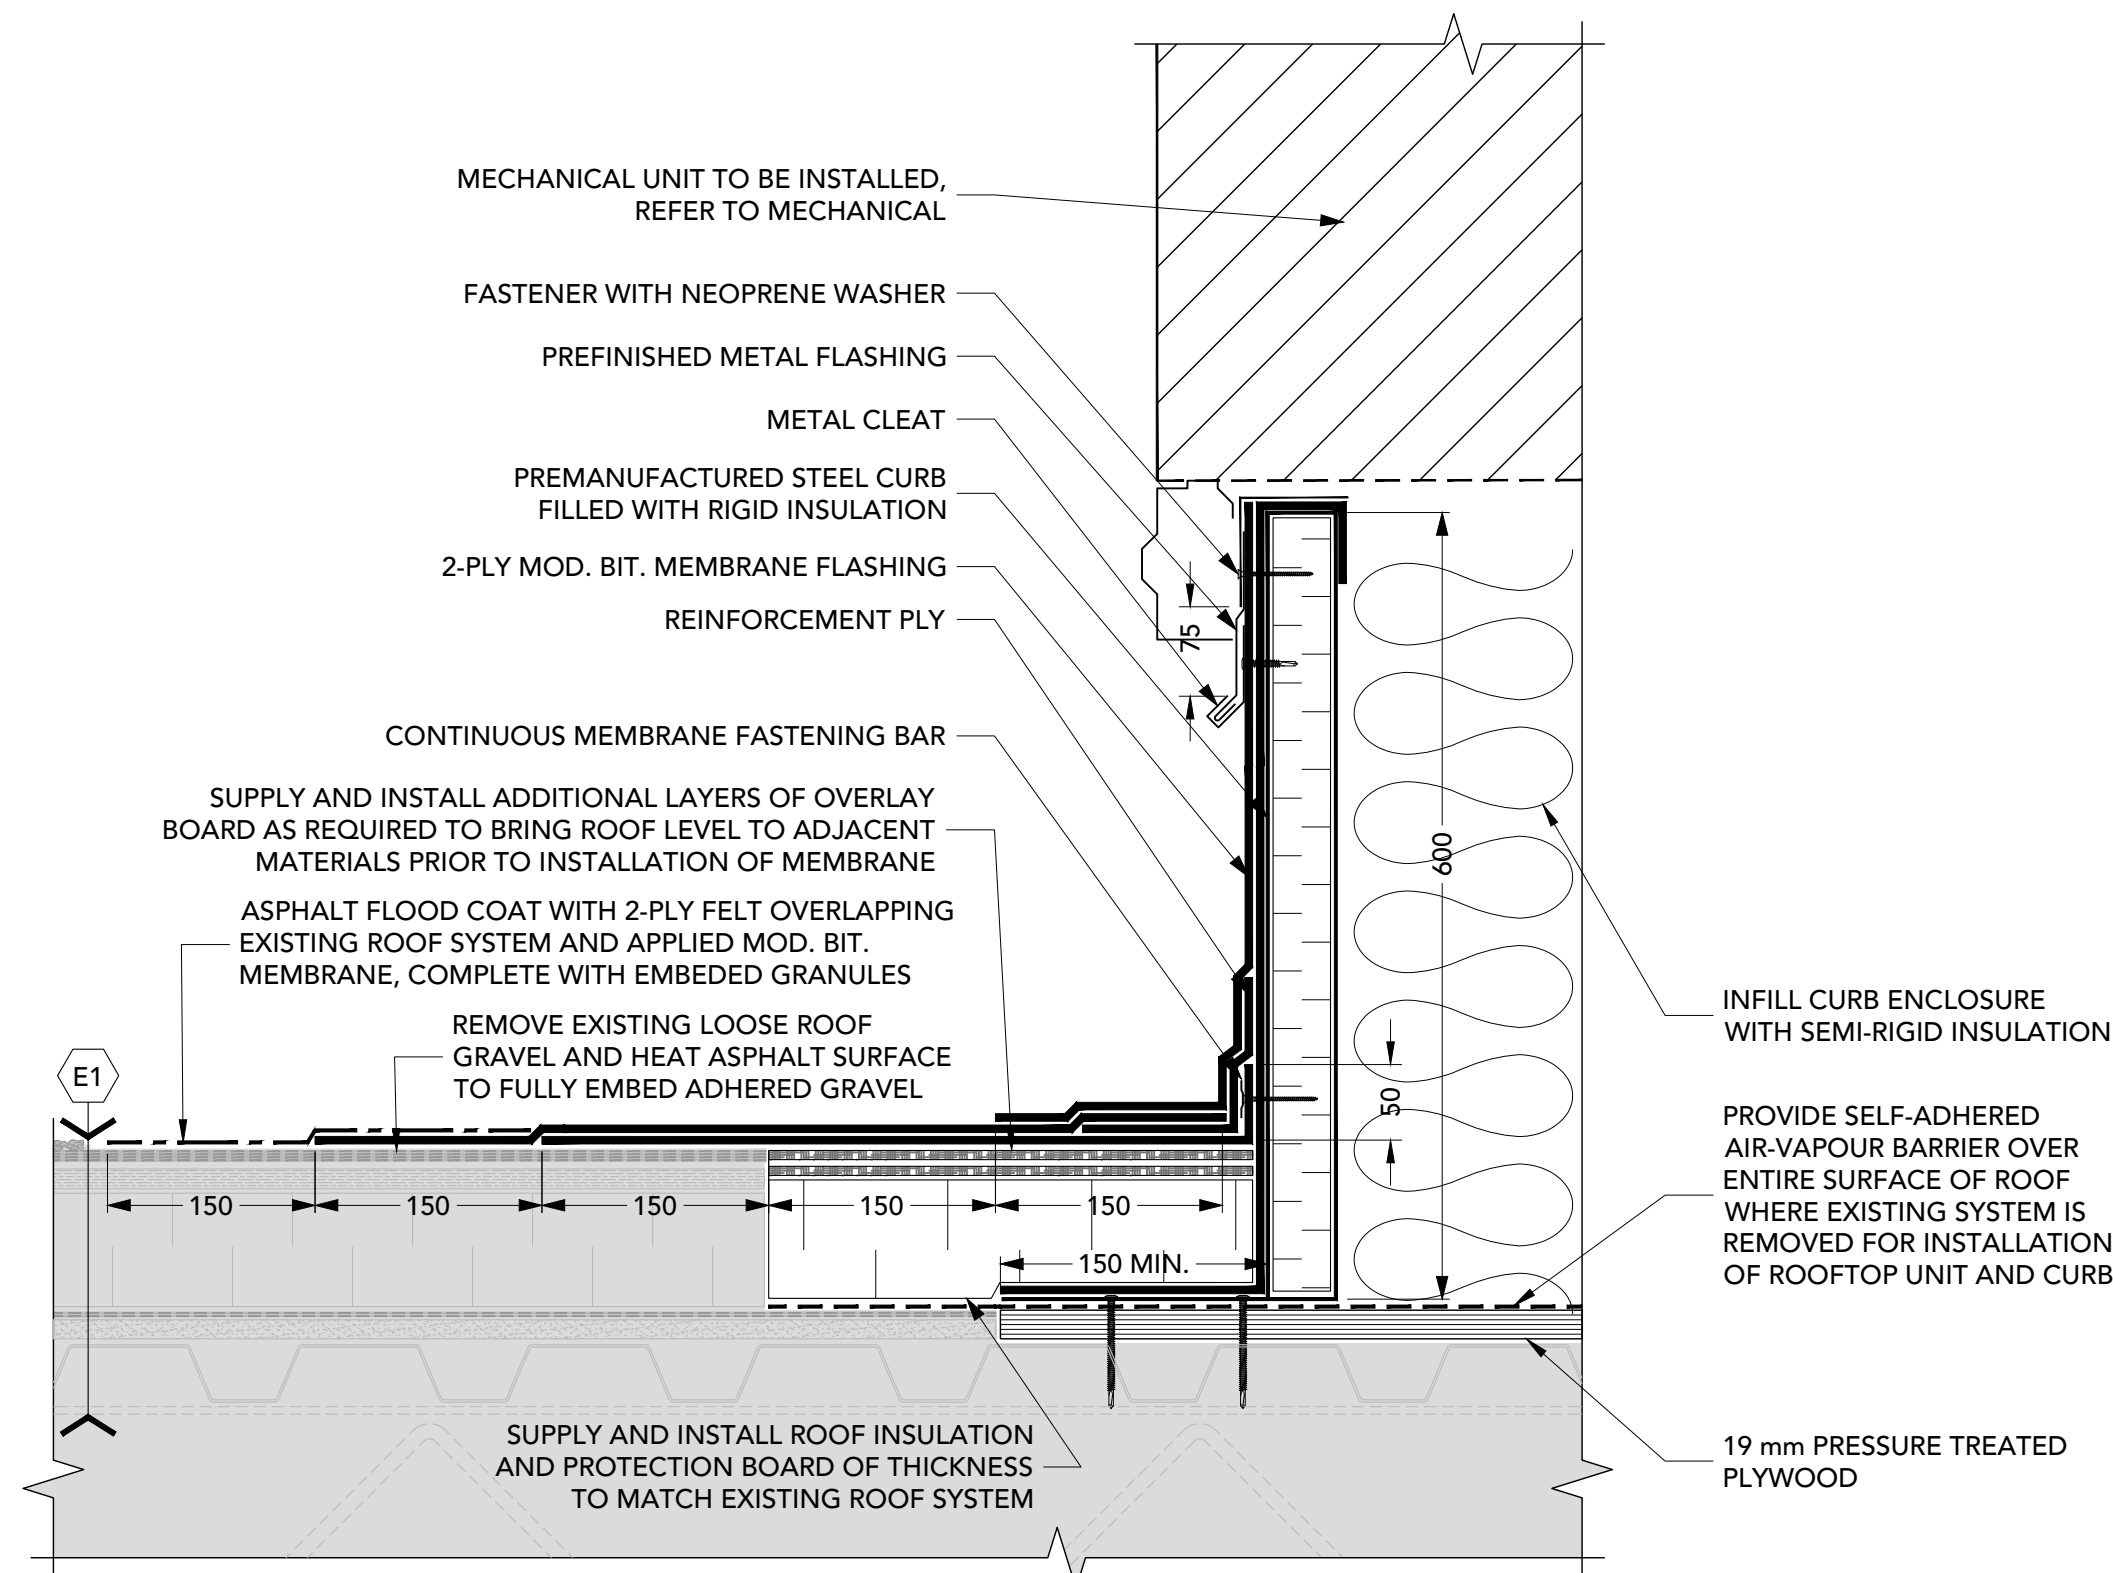 MECHANICAL UNIT TO BE INSTALLED,
REFER TO MECHANICAL
FASTENER WITH NEOPRENE WASHER
PREFINISHED METAL FLASHING
METAL CLEAT
PREMANUFACTURED STEEL CURB
FILLED WITH RIGID INSULATION
2-PLY MOD. BIT. MEMBRANE FLASHING
REINFORCEMENT PLY
75
CONTINUOUS MEMBRANE FASTENING BAR
SUPPLY AND INSTALL ADDITIONAL LAYERS OF OVERLAY
BOARD AS REQUIRED TO BRING ROOF LEVEL TO ADJACENT
MATERIALS PRIOR TO INSTALLATION OF MEMBRANE
600
ASPHALT FLOOD COAT WITH 2-PLY FELT OVERLAPPING
EXISTING ROOF SYSTEM AND APPLIED MOD. BIT.
MEMBRANE, COMPLETE WITH EMBEDED GRANULES
INFILL CURB ENCLOSURE
WITH SEMI-RIGID INSULATION
REMOVE EXISTING LOOSE ROOF
GRAVEL AND HEAT ASPHALT SURFACE
TO FULLY EMBED ADHERED GRAVEL
E1
50
PROVIDE SELF-ADHERED
AIR-VAPOUR BARRIER OVER
ENTIRE SURFACE OF ROOF
WHERE EXISTING SYSTEM IS
REMOVED FOR INSTALLATION
OF ROOFTOP UNIT AND CURB
150 150 150 150 150
150 MIN.
SUPPLY AND INSTALL ROOF INSULATION
AND PROTECTION BOARD OF THICKNESS
TO MATCH EXISTING ROOF SYSTEM
19 mm PRESSURE TREATED
PLYWOOD